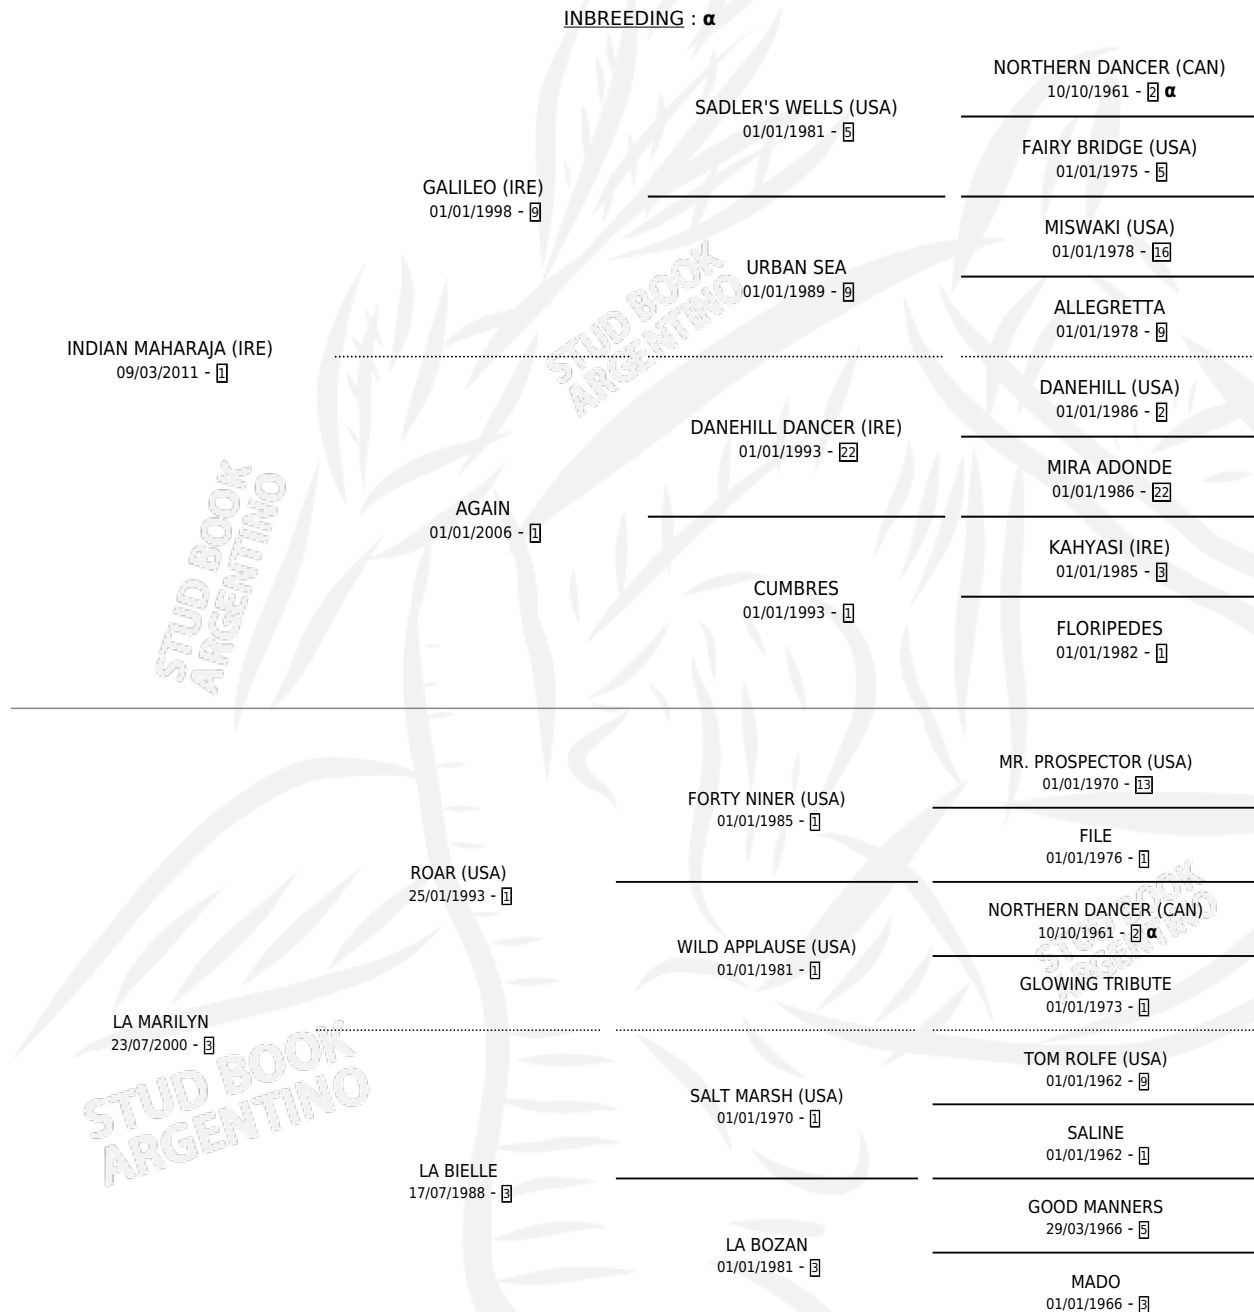 INBREEDING : α
NORTHERN DANCER (CAN)
10/10/1961 - 2 α
SADLER'S WELLS (USA)
01/01/1981 - 5
FAIRY BRIDGE (USA)
01/01/1975 - 5
GALILEO (IRE)
01/01/1998 - 9
MISWAKI (USA)
01/01/1978 - 16
URBAN SEA
01/01/1989 - 9
ALLEGRETTA
01/01/1978 - 9
INDIAN MAHARAJA (IRE)
09/03/2011 - 1
DANEHILL (USA)
01/01/1986 - 2
DANEHILL DANCER (IRE)
01/01/1993 - 22
MIRA ADONDE
01/01/1986 - 22
AGAIN
01/01/2006 - 1
KAHYASI (IRE)
01/01/1985 - 3
CUMBRES
01/01/1993 - 1
FLORIPEDES
01/01/1982 - 1
MR. PROSPECTOR (USA)
01/01/1970 - 13
FORTY NINER (USA)
01/01/1985 - 1
FILE
01/01/1976 - 1
ROAR (USA)
25/01/1993 - 1
NORTHERN DANCER (CAN)
10/10/1961 - 2 α
WILD APPLAUSE (USA)
01/01/1981 - 1
GLOWING TRIBUTE
01/01/1973 - 1
LA MARILYN
23/07/2000 - 3
TOM ROLFE (USA)
01/01/1962 - 9
SALT MARSH (USA)
01/01/1970 - 1
SALINE
01/01/1962 - 1
LA BIELLE
17/07/1988 - 3
GOOD MANNERS
29/03/1966 - 5
LA BOZAN
01/01/1981 - 3
MADO
01/01/1966 - 3
STUD BOOK
ARGENTINO
STUD BOOK
ARGENTINO
STUD BOOK
ARGENTINO
STUD BOOK
ARGENTINO